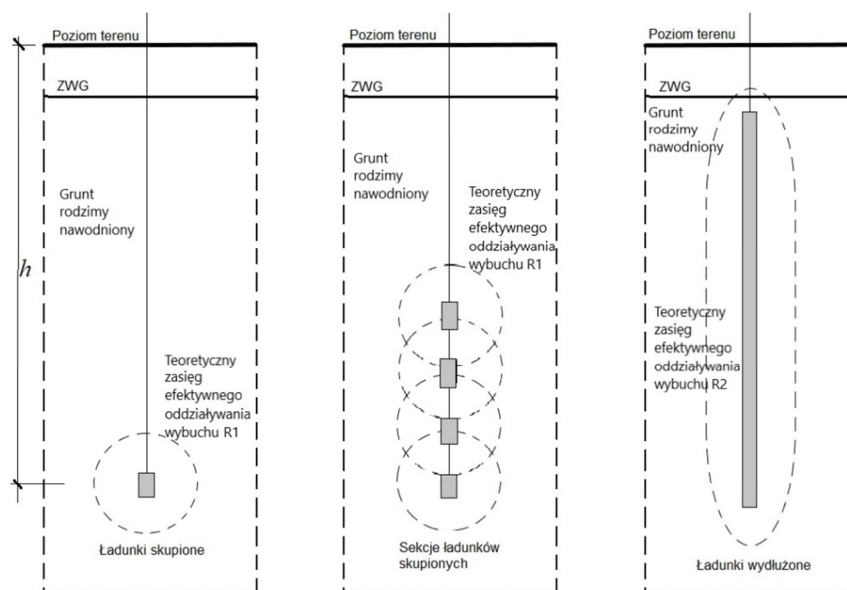 Poziom terenu
ZWG
Grunt
rodzimy
nawodniony
h
Teoretyczny
zasięg
efektywnego
oddziaływania
wybuchu R1
Ładunki skupione
Poziom terenu
ZWG
Grunt
rodzimy
nawodniony
Teoretyczny
zasięg
efektywnego
oddziaływania
wybuchu R1
Sekcje ładunków
skupionych
Poziom terenu
ZWG
Grunt
rodzimy
nawodniony
Teoretyczny
zasięg
efektywnego
oddziaływania
wybuchu R2
Ładunki wydłużone